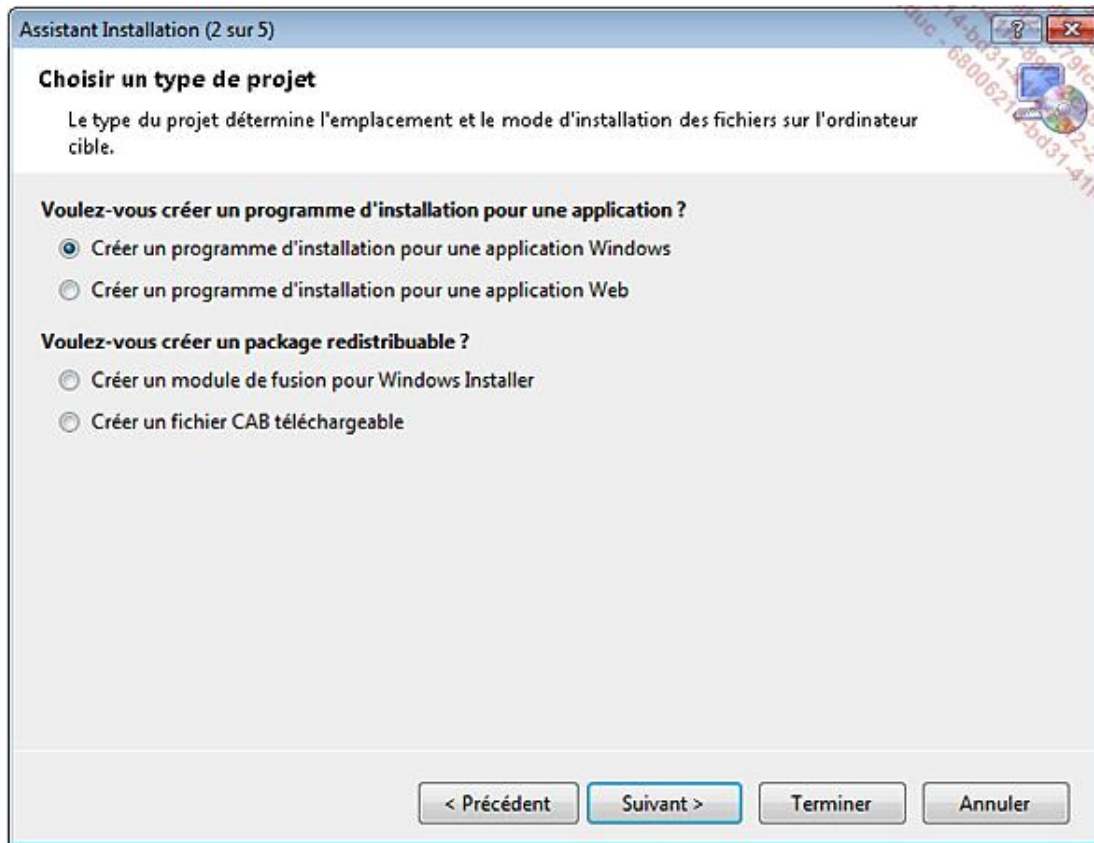 Assistant Installation (2 sur 5)
Choisir un type de projet
Le type du projet détermine l'emplacement et le mode d'installation des fichiers sur l'ordinateur
cible.
Voulez-vous créer un programme d'installation pour une application ?
Créer un programme d'installation pour une application Windows
Créer un programme d'installation pour une application Web
Voulez-vous créer un package redistribuable ?
Créer un module de fusion pour Windows Installer
Créer un fichier CAB téléchargeable
< Précédent Suivant > Terminer Annuler